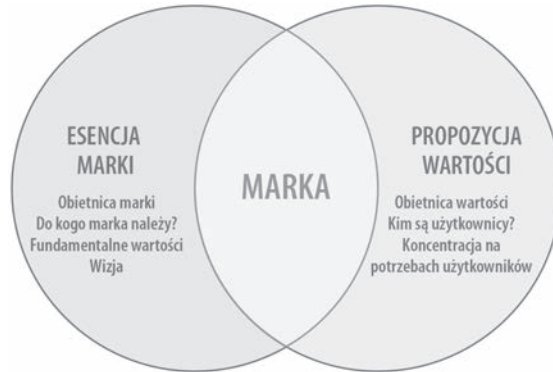 ESENCJA
MARKI
Obietnica marki
Do kogo marka należy?
Fundamentalne wartości
Wizja
MARKA
PROPOZYCJA
WARTOŚCI
Obietnica wartości
Kim są użytkownicy?
Koncentracja na
potrzebach użytkowników